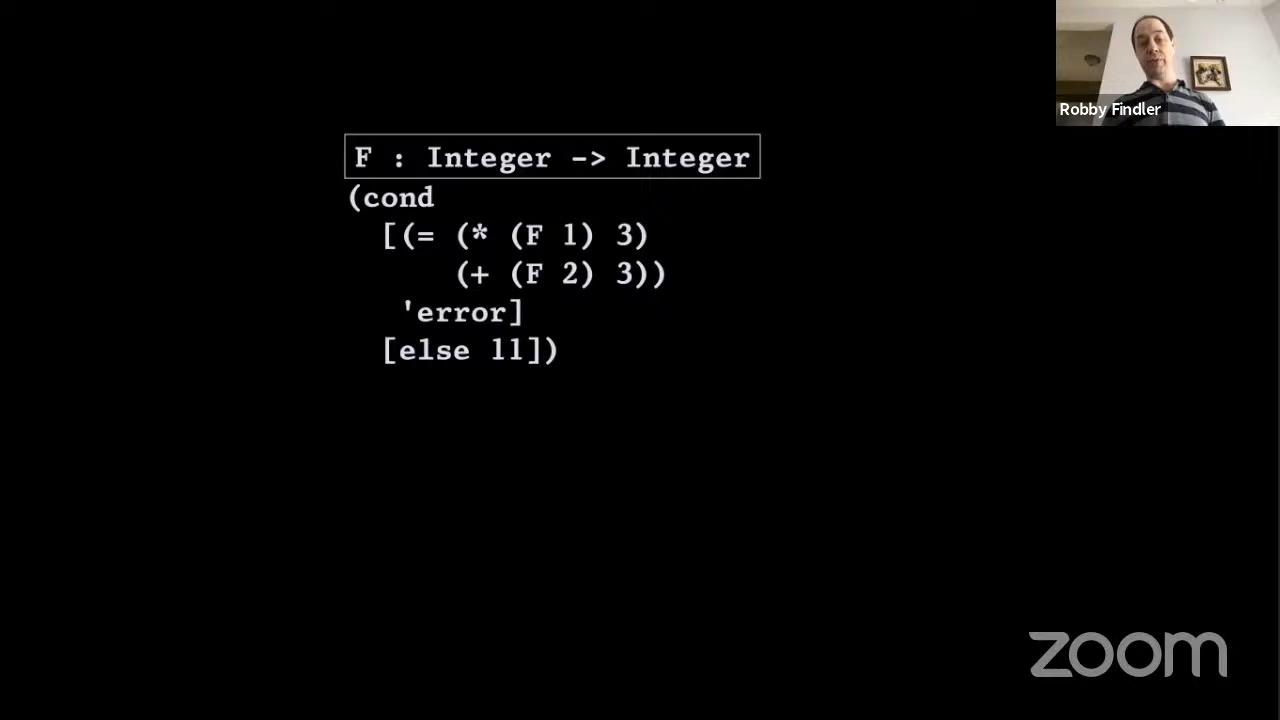 Robby Findler
F : Integer -> Integer
(cond
[(= (* (F 1) 3)
(+ (F 2) 3))
'error]
[else 11])
zoom